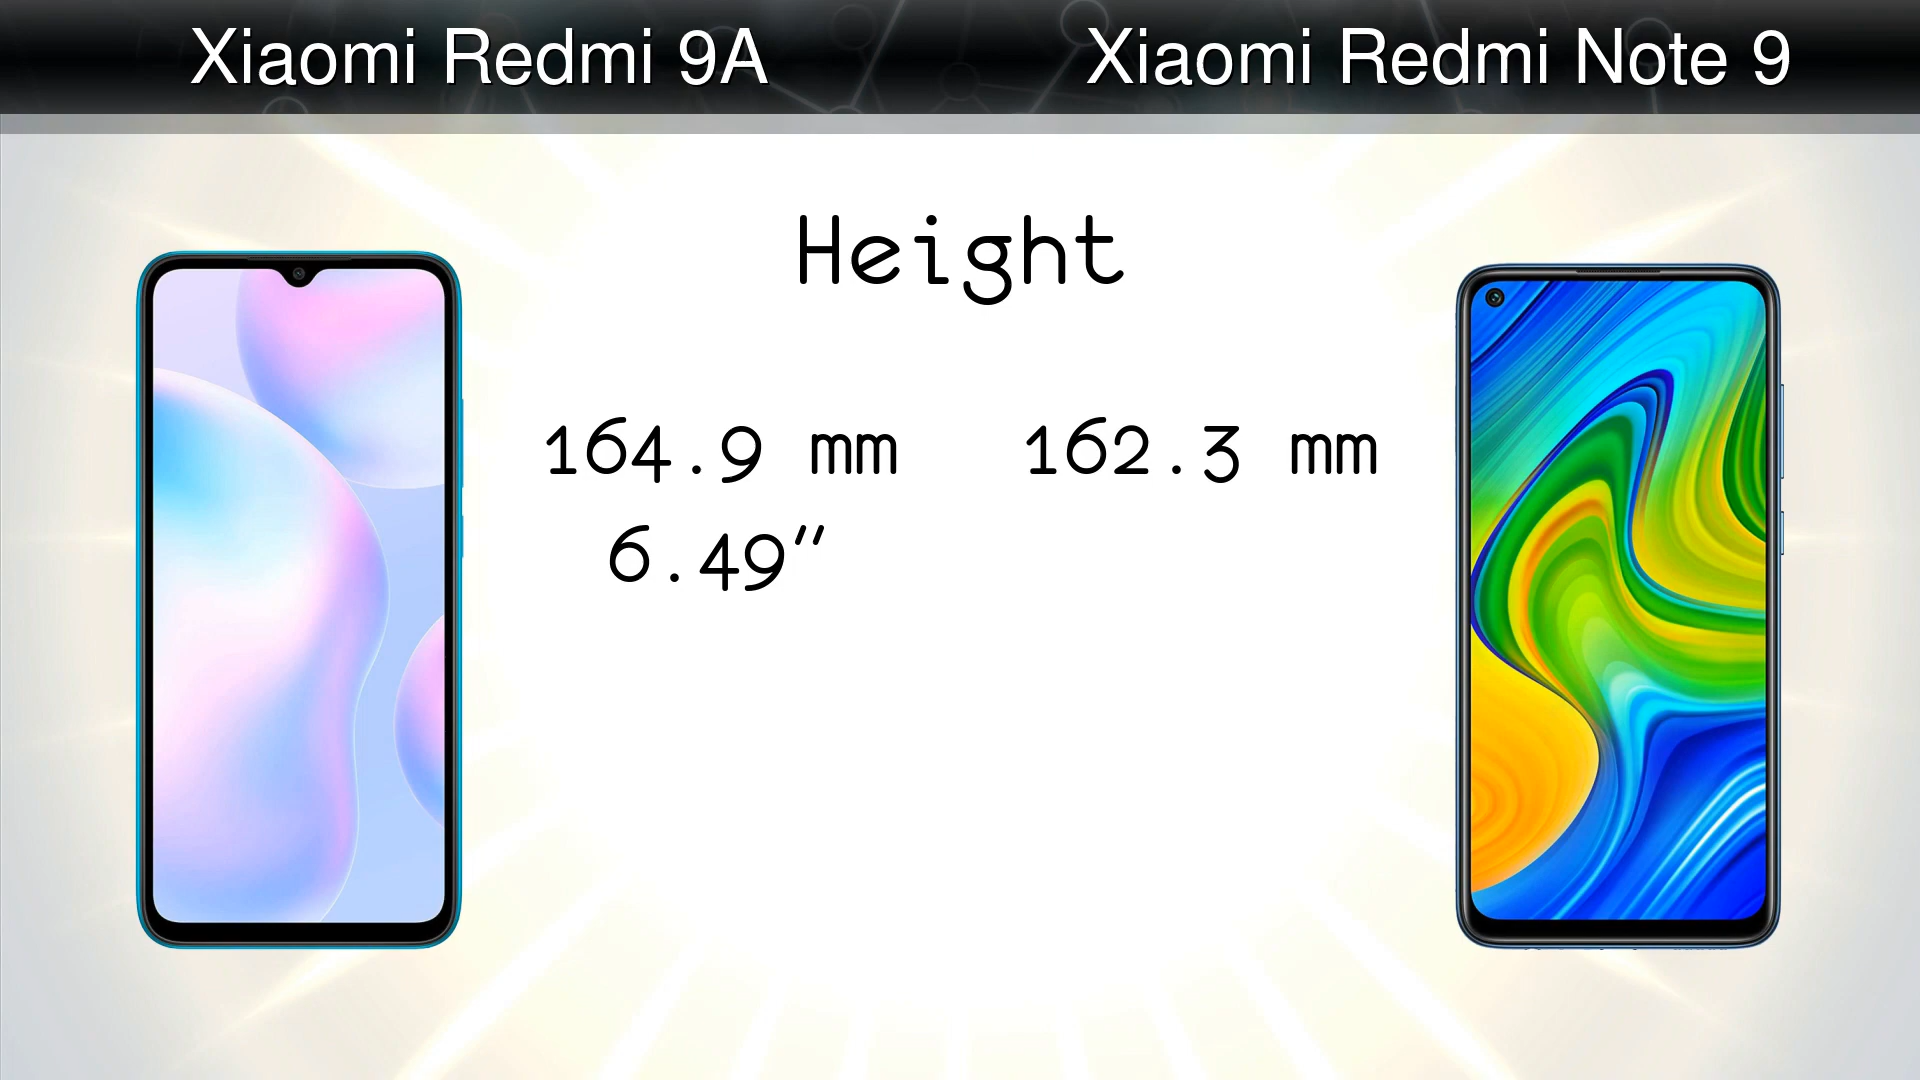 Xiaomi Redmi 9A
Xiaomi Redmi Note 9
Height
164.9 mm
162.3 mm
6.49"